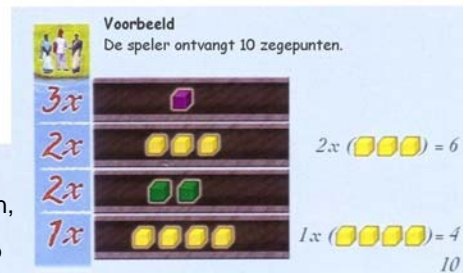 Voorbeeld
De speler ontvangt 10 zegepunten.
3x
2x
2x ( ) = 6
2x
n,
1x
1x ( ) = 4
10